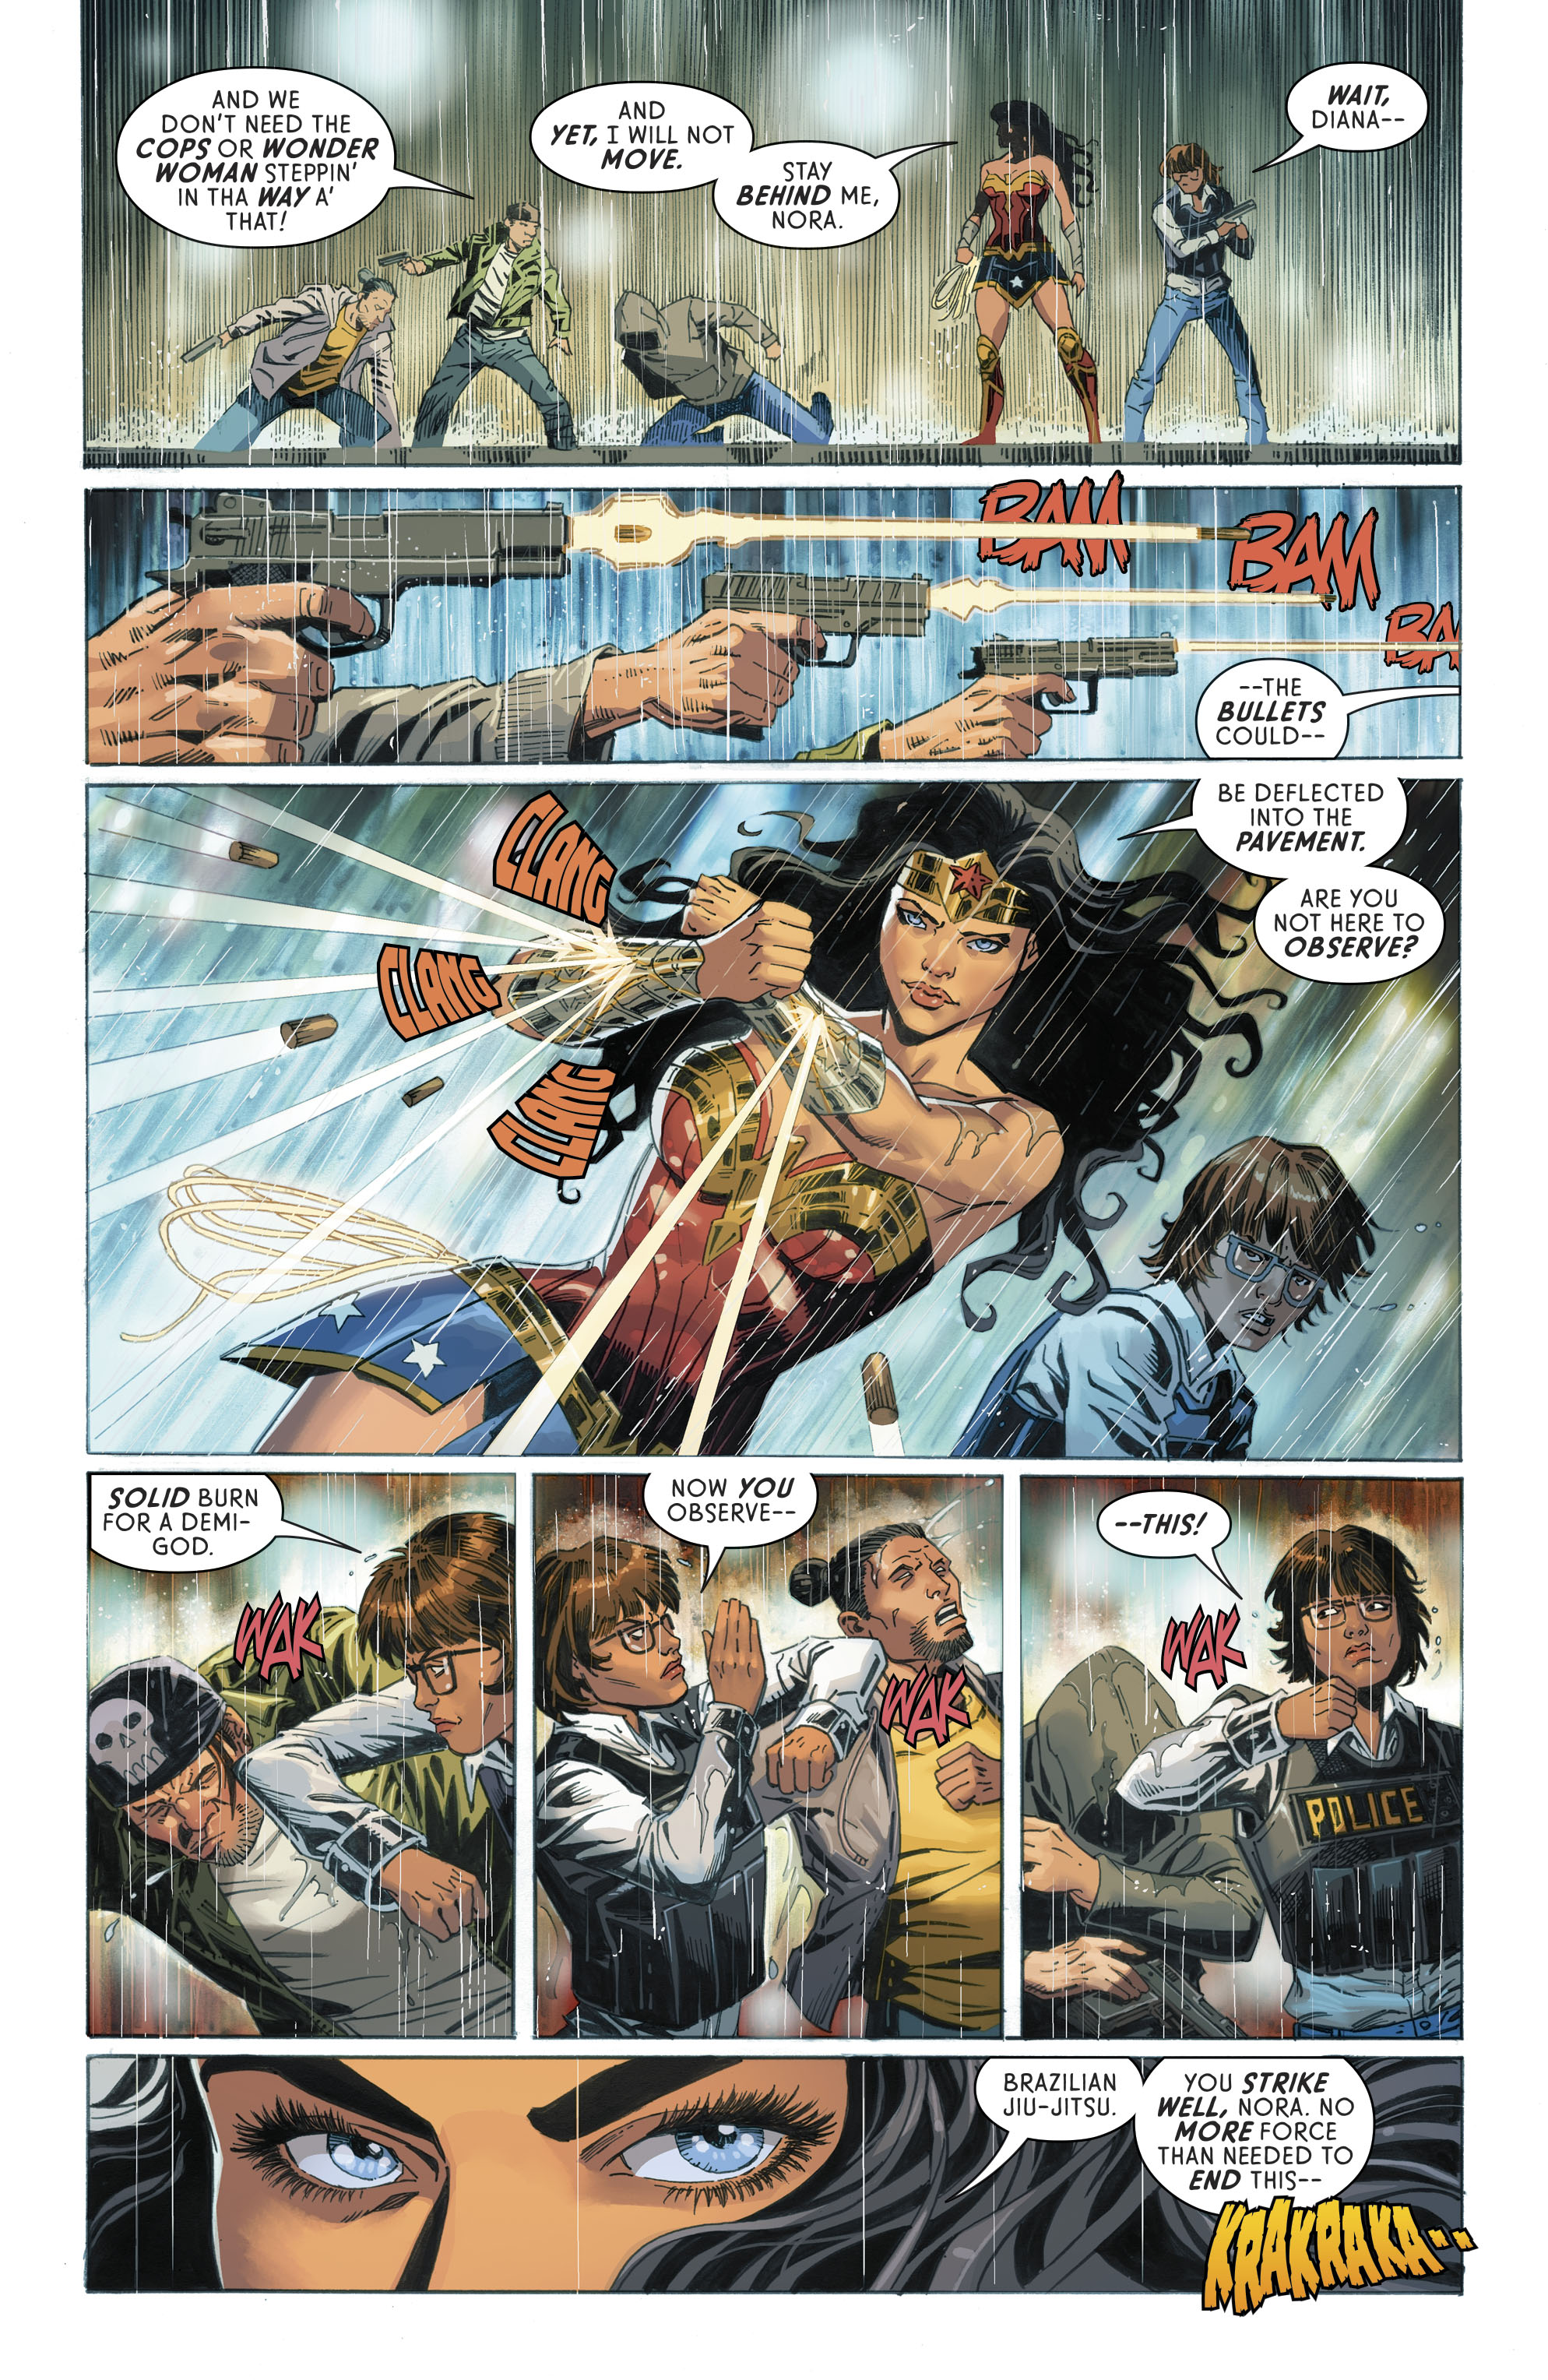 AND WE
DON'T NEED THE
COPS OR WONDER
WOMAN STEPPIN'
IN THA WAY A'
THAT!
AND
YET, I WILL NOT
MOVE.
STAY
BEHIND ME,
NORA.
WAIT,
DIANA--
BAM
BAM
BA
--THE
BULLETS
COULD--
BE DEFLECTED
INTO THE
PAVEMENT.
ARE YOU
NOT HERE TO
OBSERVE?
CLANG
CLANG
CLANG
SOLID BURN
FOR A DEMI-
GOD.
WAK
NOW YOU
OBSERVE--
WAK
--THIS!
WAK
POLICE
BRAZILIAN
JIU-JITSU.
YOU STRIKE
WELL, NORA. NO
MORE FORCE
THAN NEEDED TO
END THIS--
KRAKRAKA--